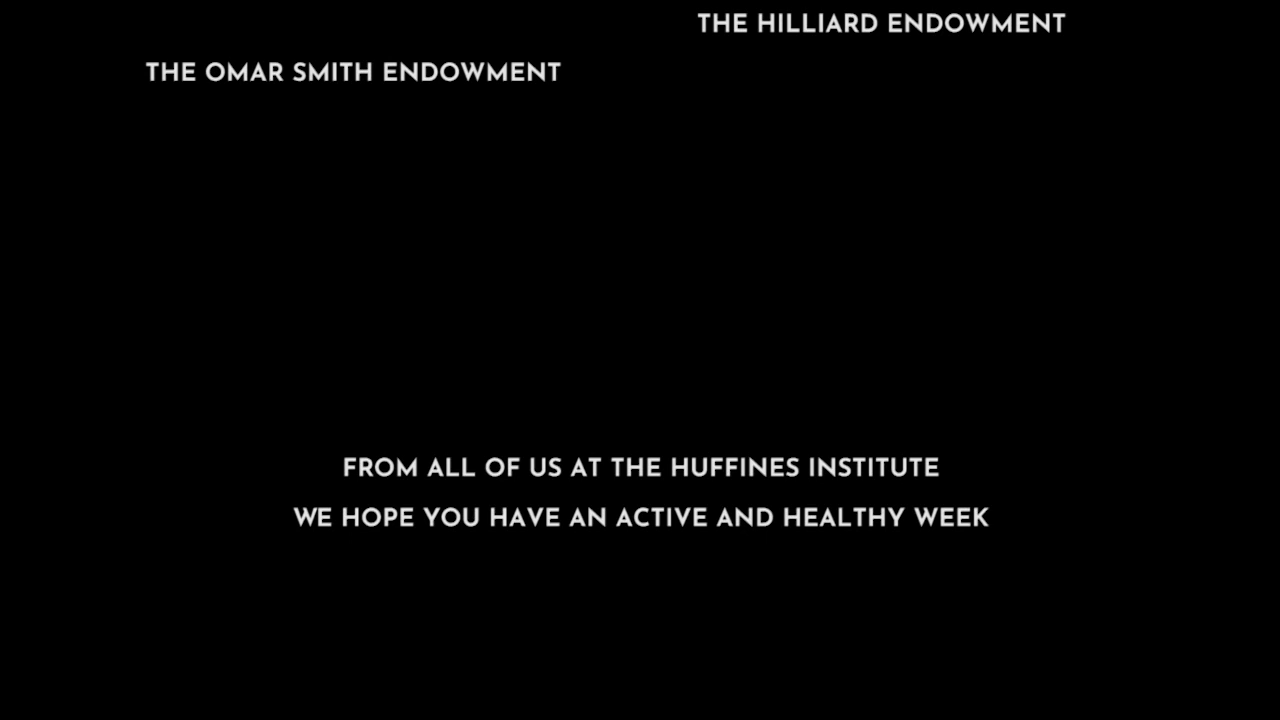 THE HILLIARD ENDOWMENT
THE OMAR SMITH ENDOWMENT
FROM ALL OF US AT THE HUFFINES INSTITUTE
WE HOPE YOU HAVE AN ACTIVE AND HEALTHY WEEK